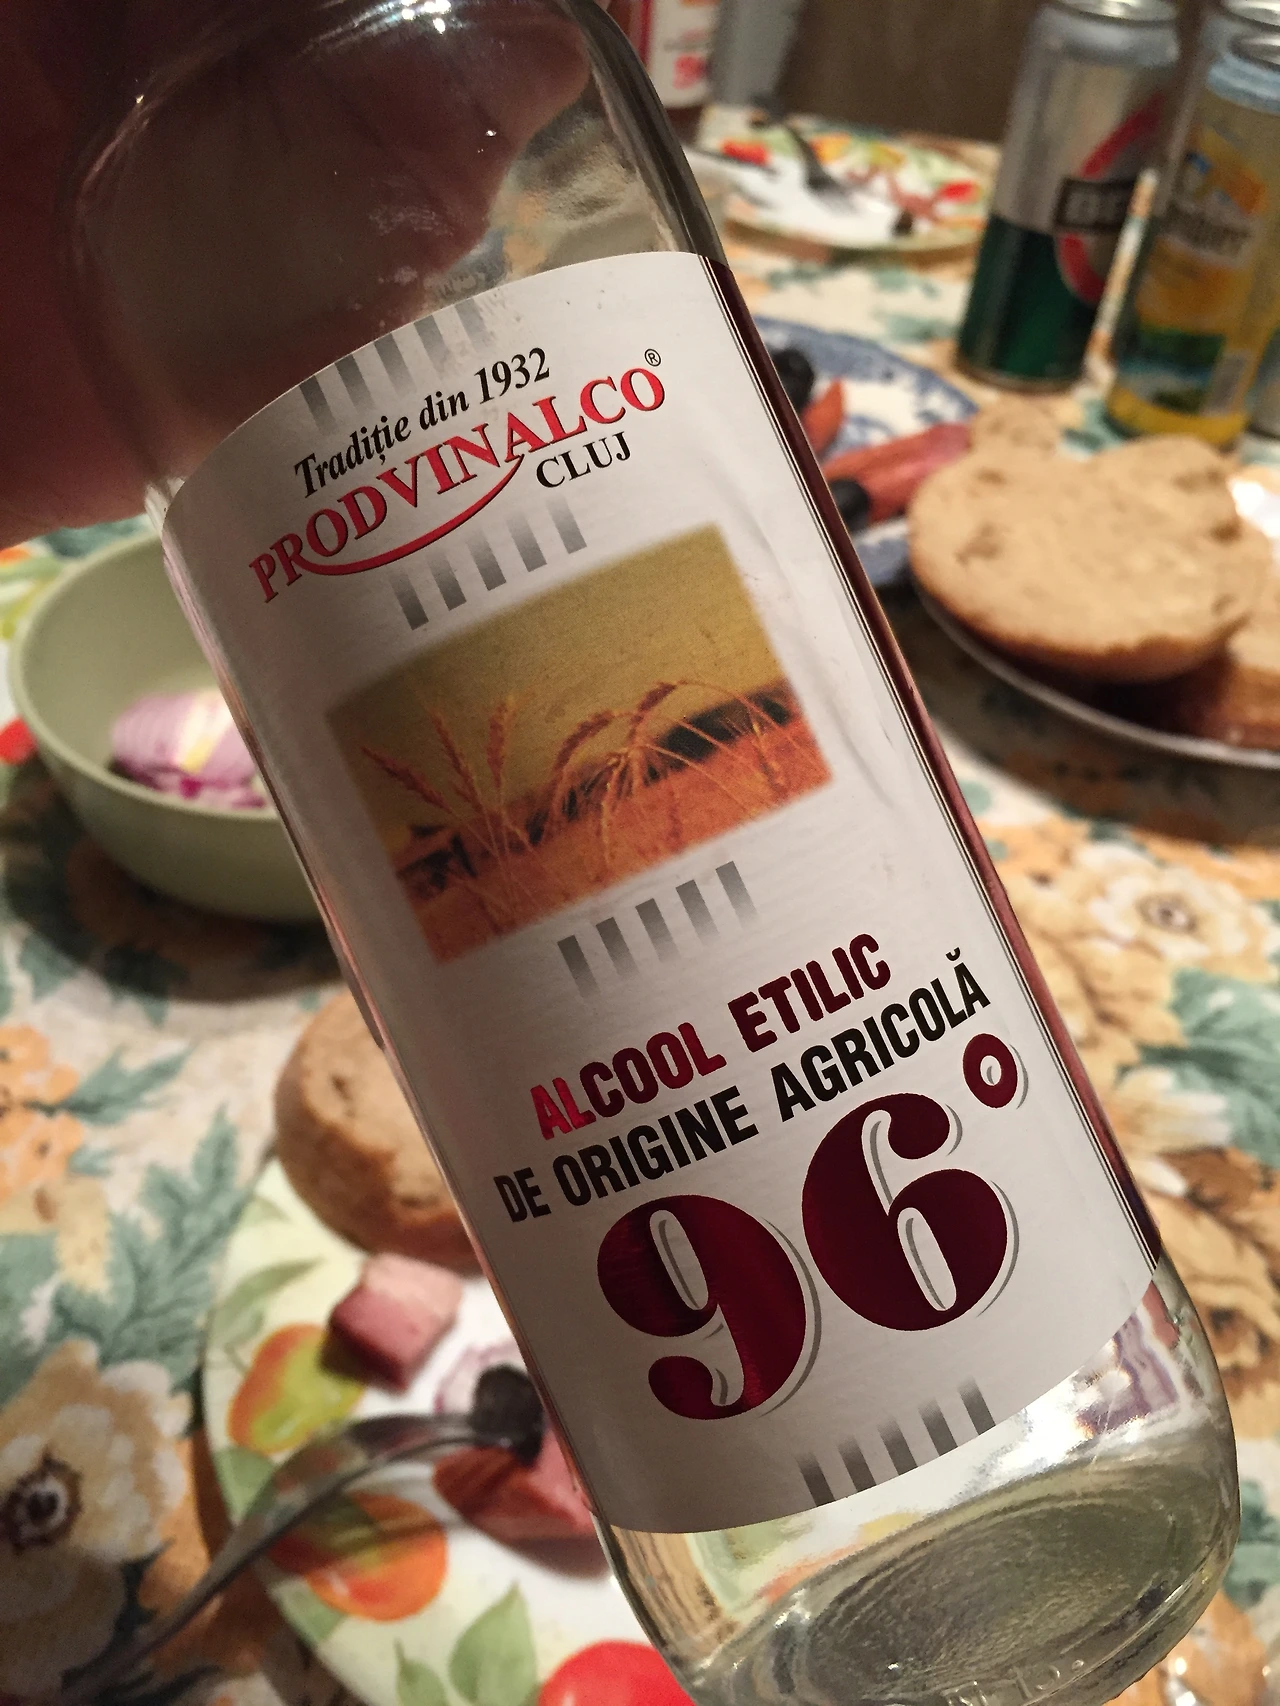 Tradiție din 1932
PRODVINALCO®
CLUJ
ALCOOL ETILIC
DE ORIGINE AGRICOLĂ
96°